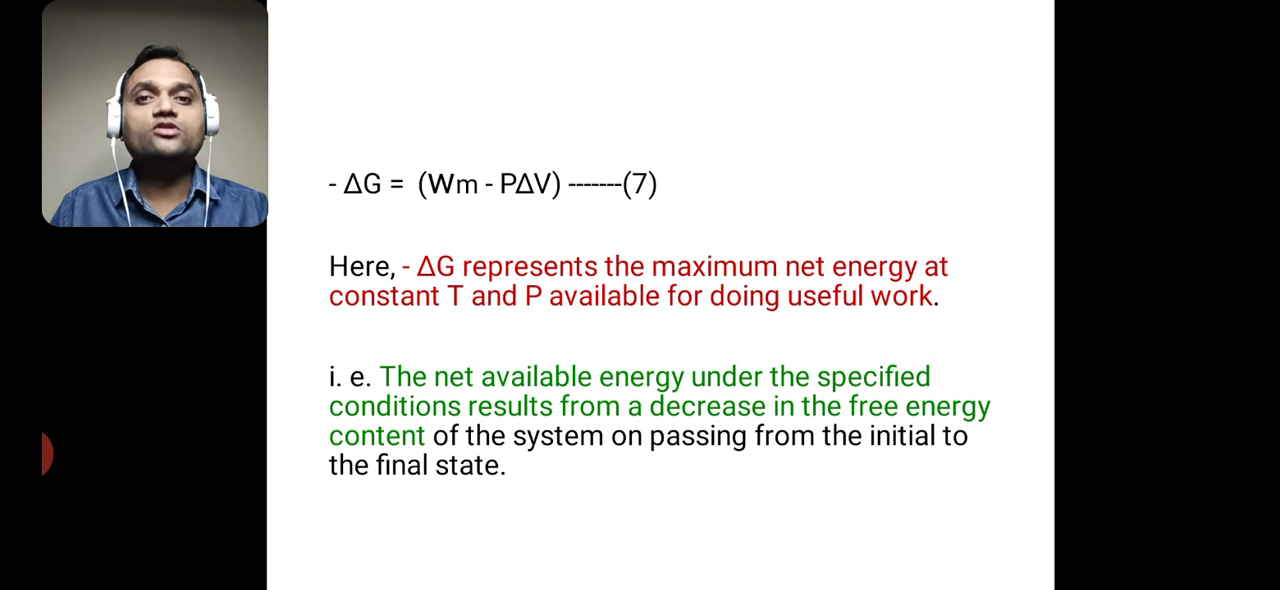 - ΔG =  (Wm - PΔV) -------(7)
Here, - ΔG represents the maximum net energy at
constant T and P available for doing useful work.
i. e. The net available energy under the specified
conditions results from a decrease in the free energy
content of the system on passing from the initial to
the final state.